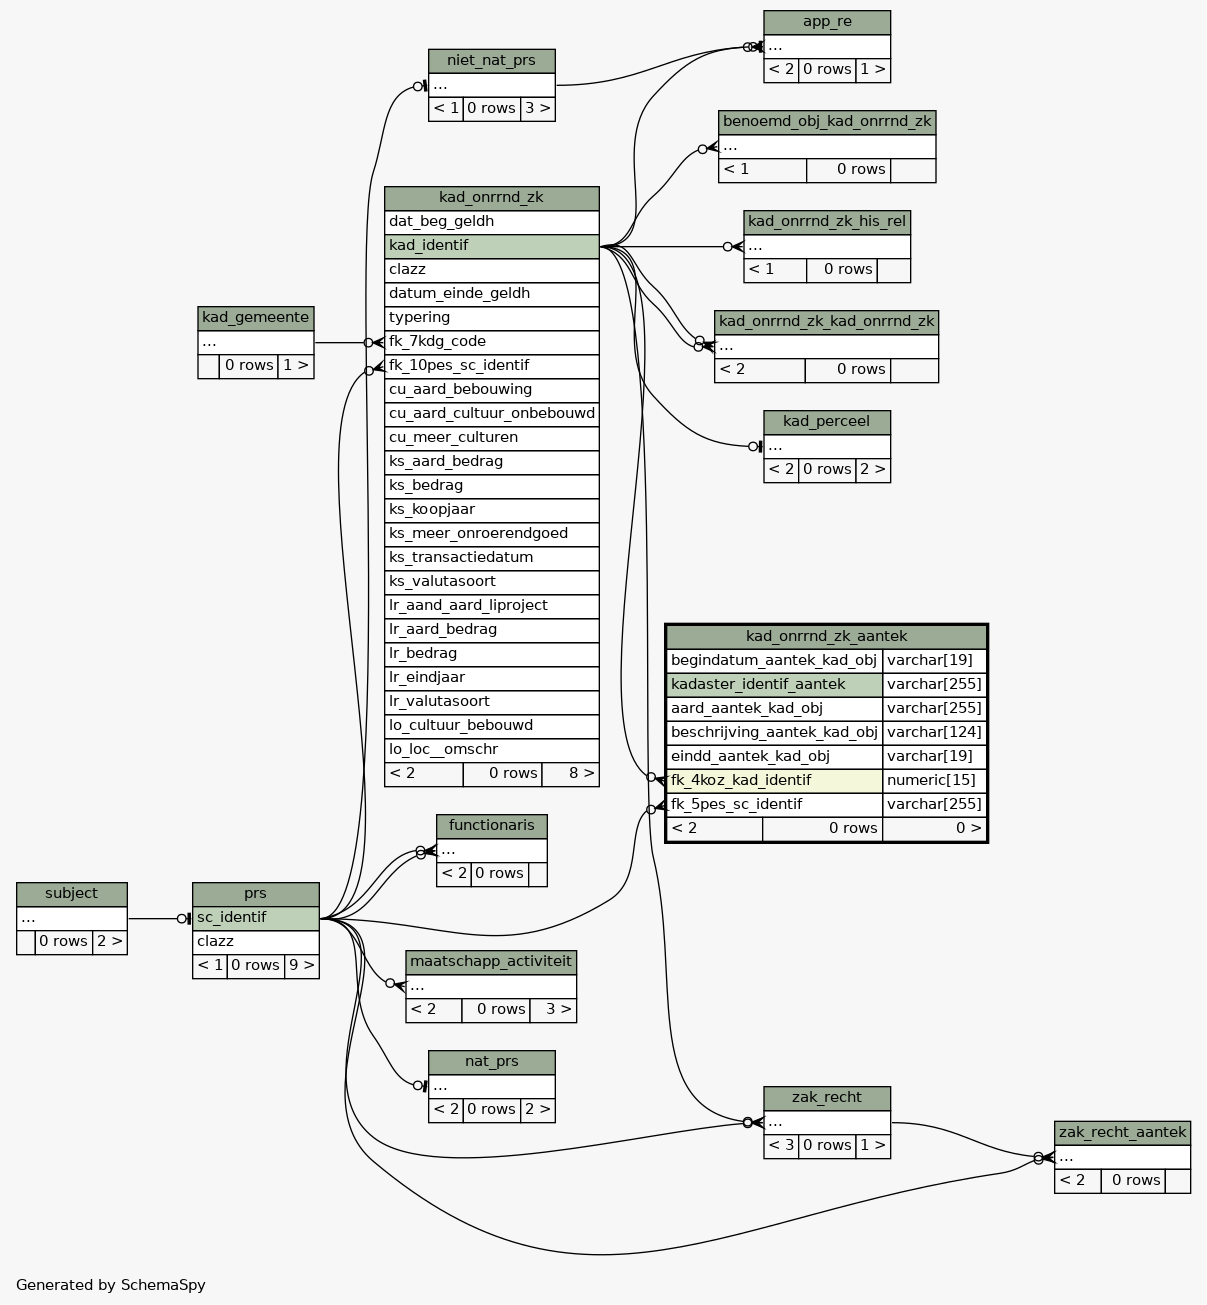 app_re
...
< 2 0 rows 1 >
niet_nat_prs
...
< 1 0 rows 3 >
benoemd_obj_kad_onrrnd_zk
...
< 1 0 rows
kad_onrrnd_zk
dat_beg_geldh
kad_identif
clazz
datum_einde_geldh
typering
fk_7kdg_code
fk_10pes_sc_identif
cu_aard_bebouwing
cu_aard_cultuur_onbebouwd
cu_meer_culturen
ks_aard_bedrag
ks_bedrag
ks_koopjaar
ks_meer_onroerendgoed
ks_transactiedatum
ks_valutasoort
lr_aand_aard_liproject
lr_aard_bedrag
lr_bedrag
lr_eindjaar
lr_valutasoort
lo_cultuur_bebouwd
lo_loc__omschr
< 2 0 rows 8 >
kad_onrrnd_zk_his_rel
...
< 1 0 rows
kad_gemeente
...
0 rows 1 >
kad_onrrnd_zk_kad_onrrnd_zk
...
< 2 0 rows
kad_perceel
...
< 2 0 rows 2 >
kad_onrrnd_zk_aantek
begindatum_aantek_kad_obj varchar[19]
kadaster_identif_aantek varchar[255]
aard_aantek_kad_obj varchar[255]
beschrijving_aantek_kad_obj varchar[124]
eindd_aantek_kad_obj varchar[19]
fk_4koz_kad_identif numeric[15]
fk_5pes_sc_identif varchar[255]
< 2 0 rows 0 >
functionaris
...
< 2 0 rows
subject
...
0 rows 2 >
prs
sc_identif
clazz
< 1 0 rows 9 >
maatschapp_activiteit
...
< 2 0 rows 3 >
nat_prs
...
< 2 0 rows 2 >
zak_recht
...
< 3 0 rows 1 >
zak_recht_aantek
...
< 2 0 rows
Generated by SchemaSpy